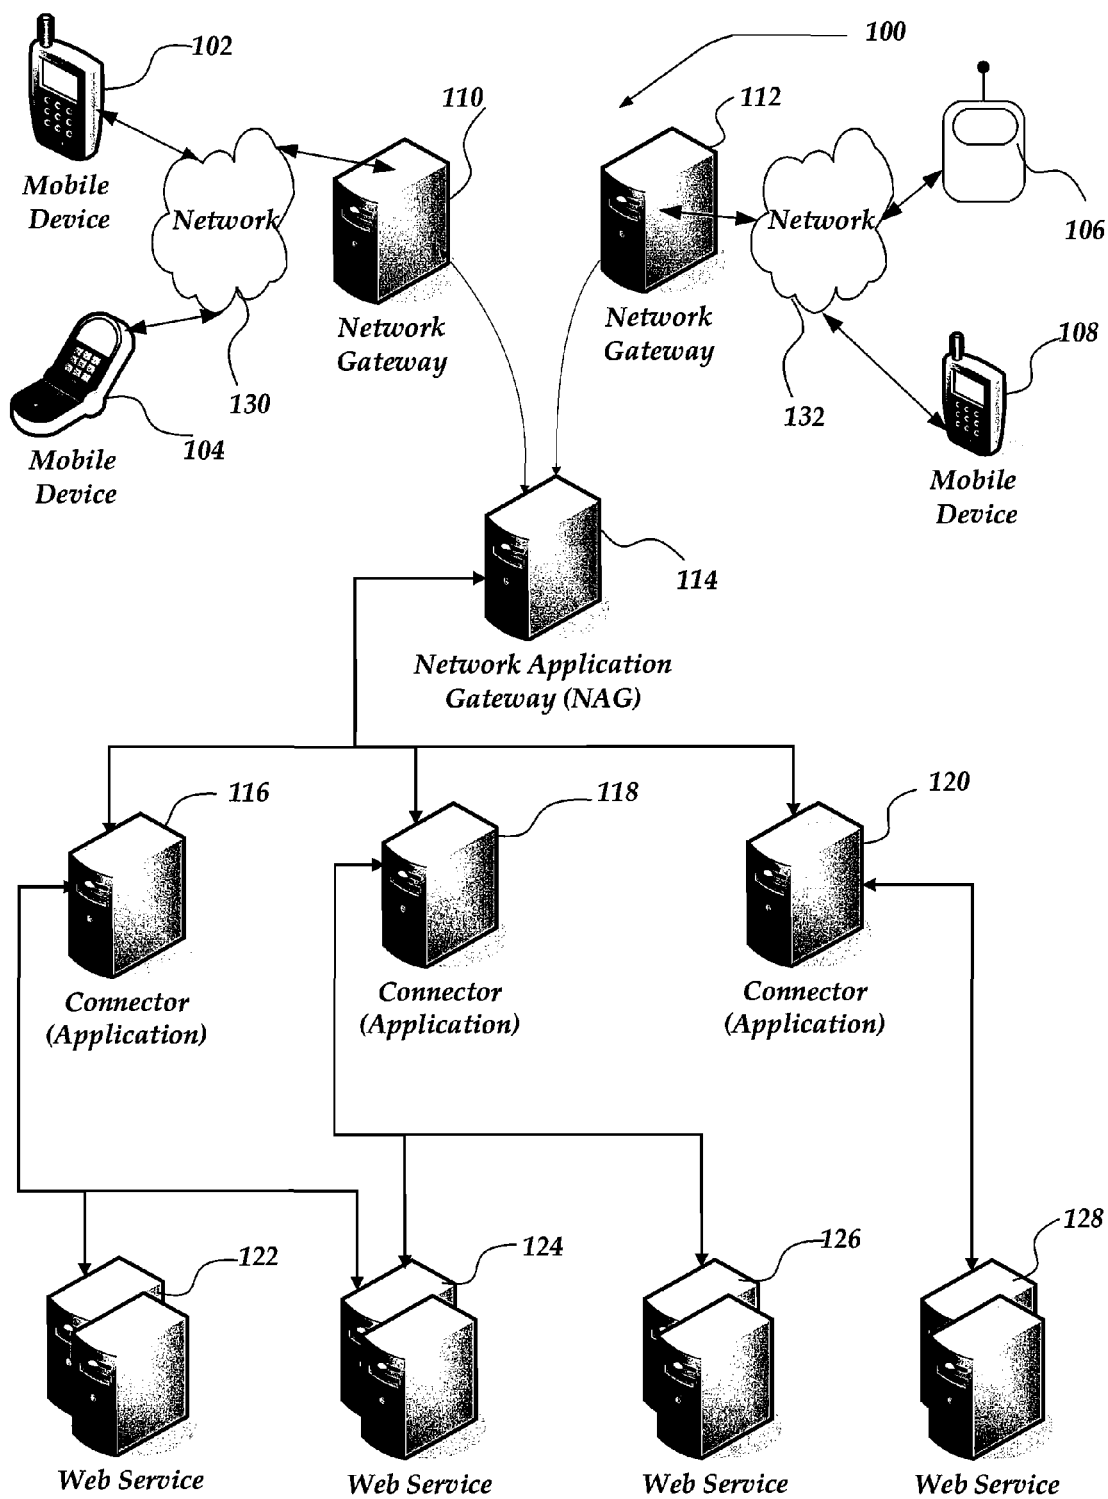 102
100
110
112
Mobile
Device
Network
Network
106
Network
Gateway
Network
Gateway
108
130
132
104
Mobile
Device
Mobile
Device
114
Network Application
Gateway (NAG)
116
118
120
Connector
(Application)
Connector
(Application)
Connector
(Application)
122
124
126
128
Web Service
Web Service
Web Service
Web Service